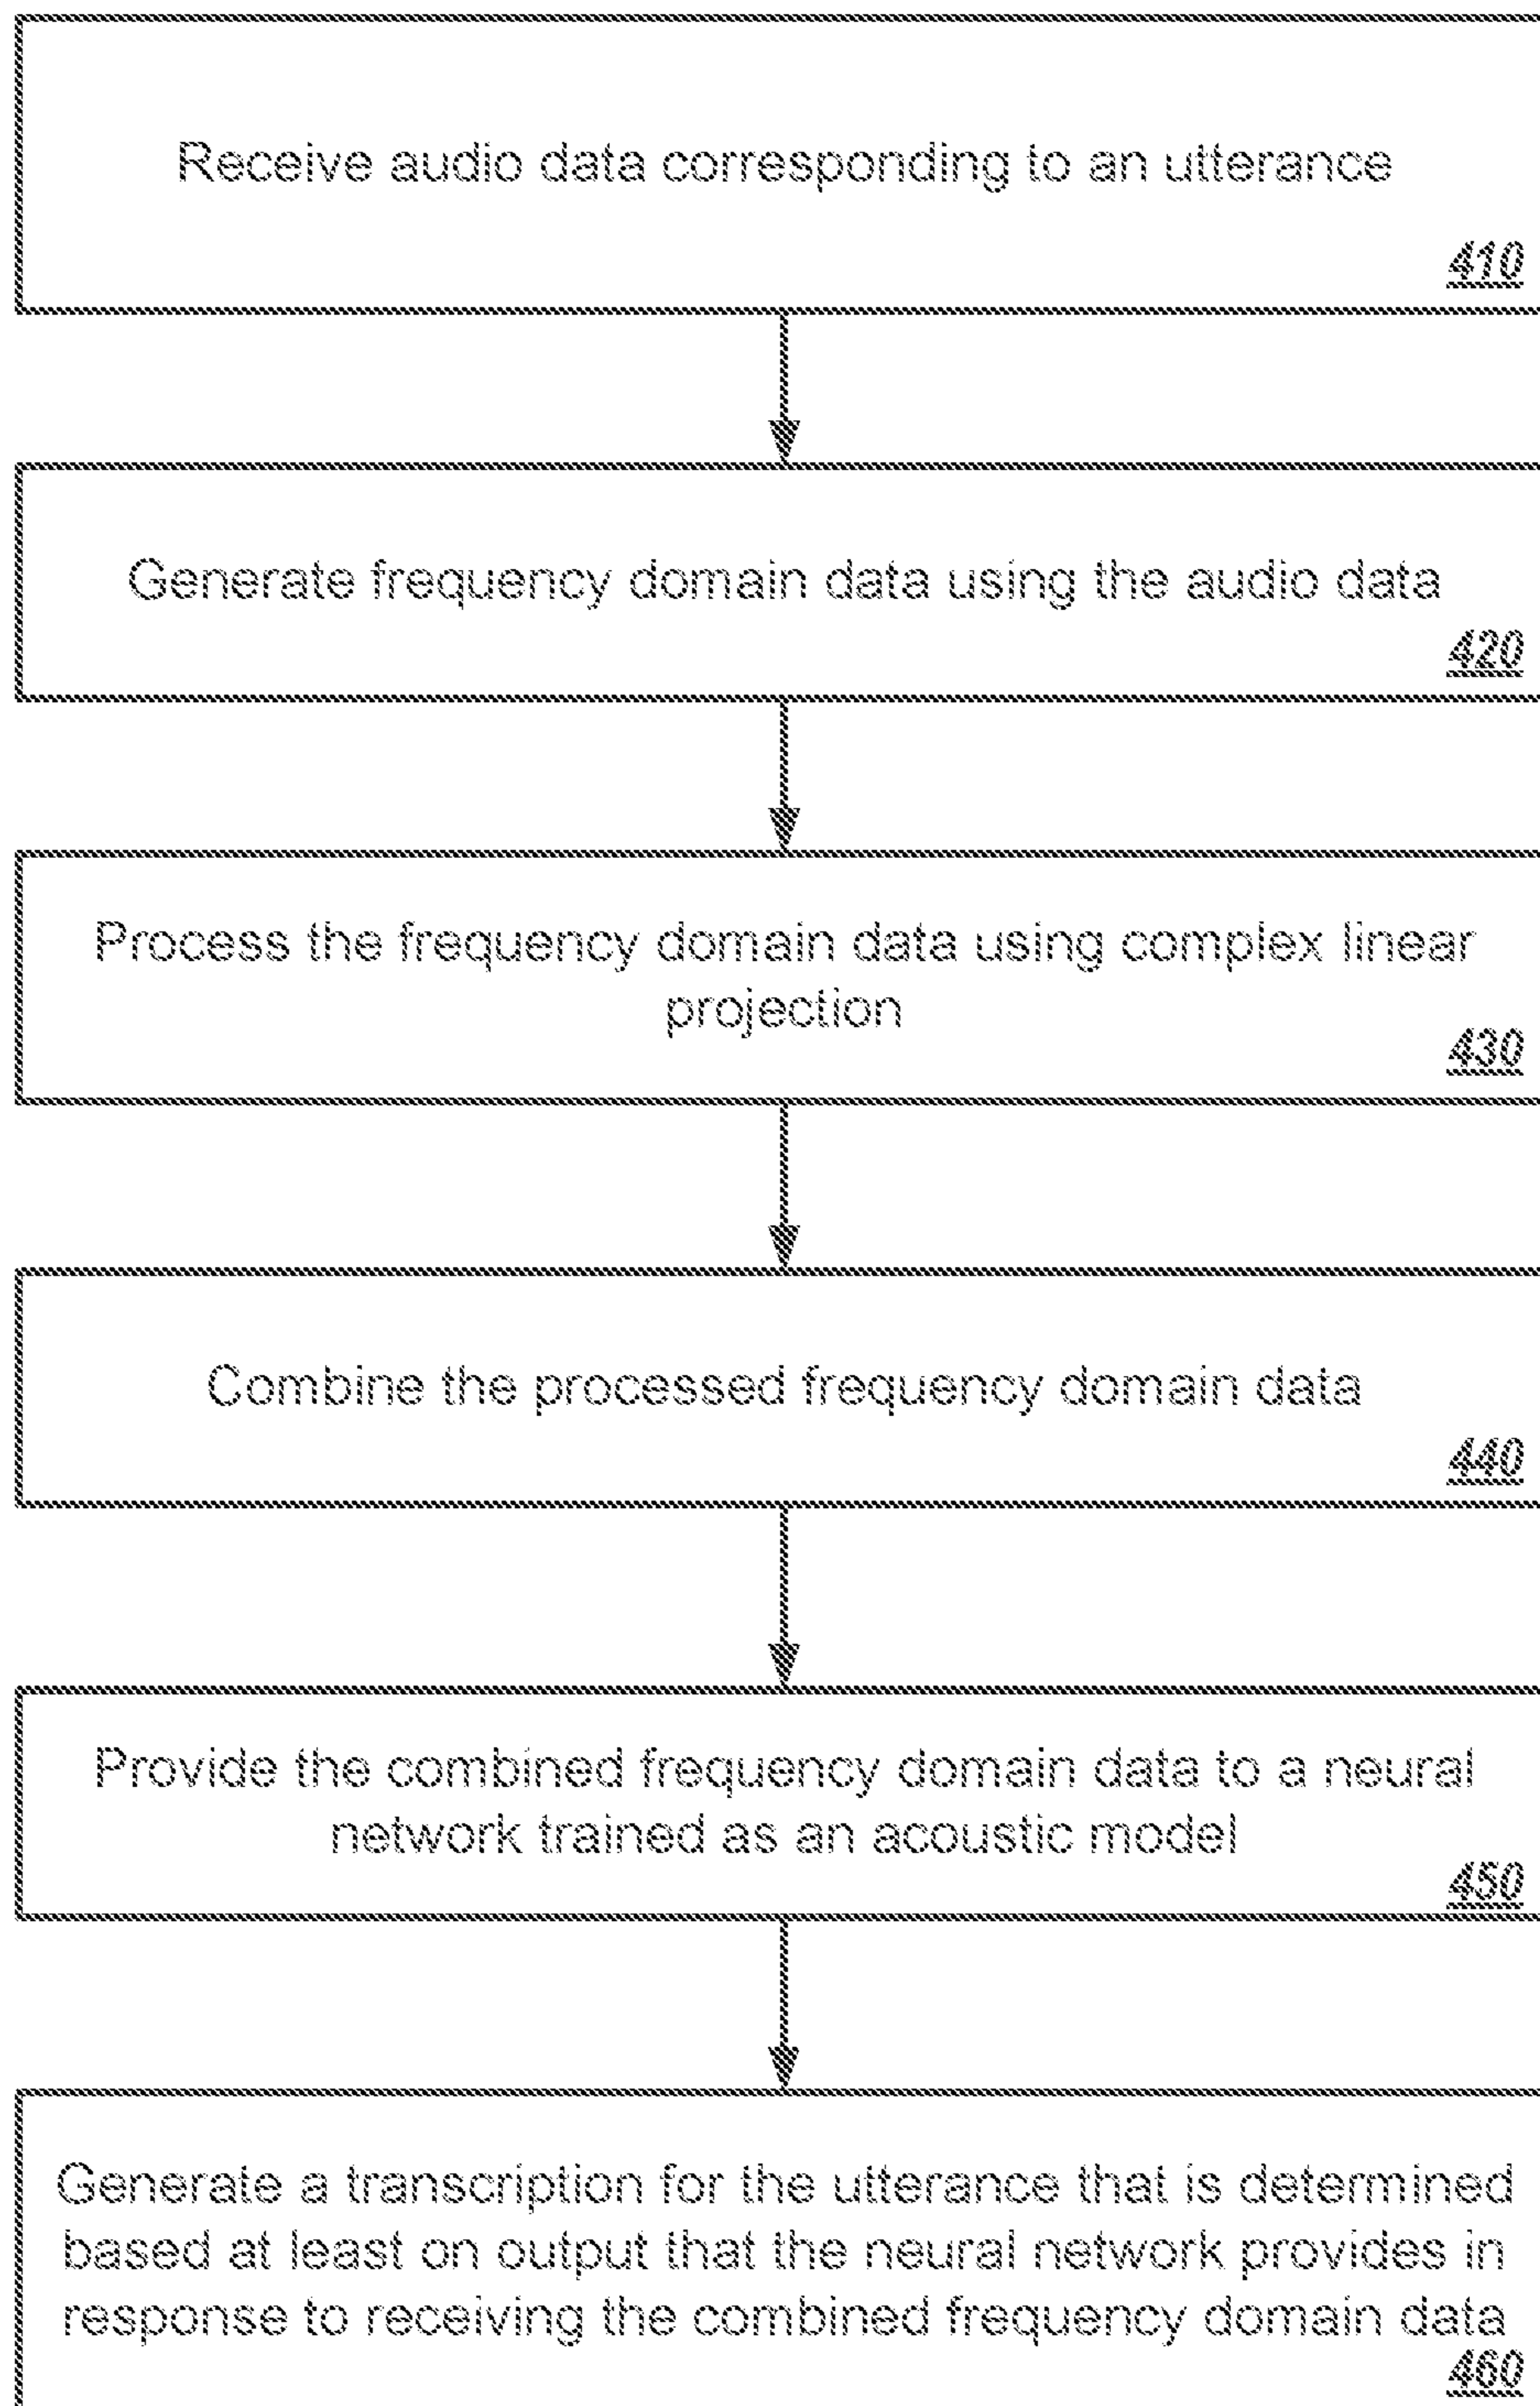 Receive audio data corresponding to an utterance
410
Generate frequency domain data using the audio data
420
Process the frequency domain data using complex linear
projection
430
Combine the processed frequency domain data
440
Provide the combined frequency domain data to a neural
network trained as an acoustic model
450
Generate a transcription for the utterance that is determined
based at least on output that the neural network provides in
response to receiving the combined frequency domain data
460